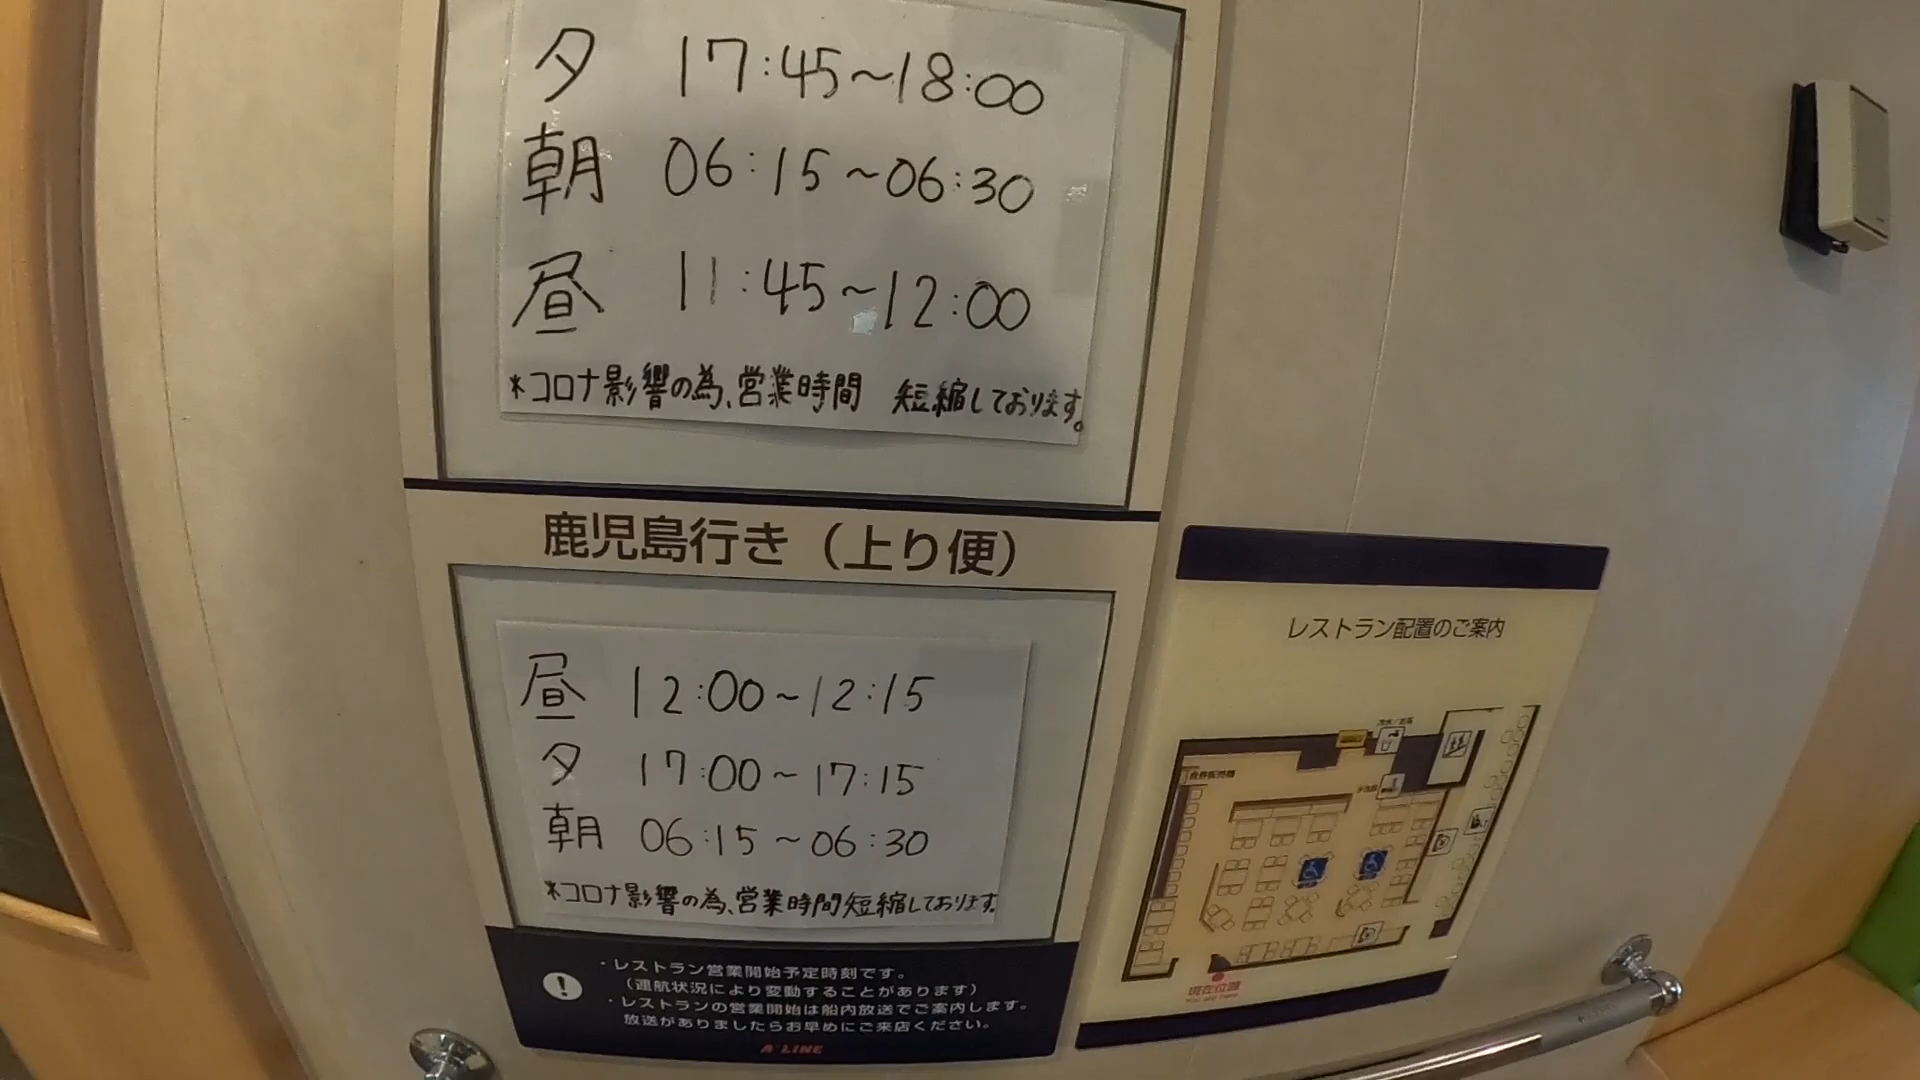 夕 17:45～18:00
朝 06:15～06:30
昼 11:45～12:00
*コロナ影響の為、営業時間 短縮しております。
鹿児島行き（上り便）
昼 12:00～12:15
夕 17:00～17:15
朝 06:15～06:30
*コロナ影響の為、営業時間短縮しております。
・レストラン営業開始予定時刻です。
（運航状況により変動することがあります）
・レストランの営業開始は船内放送でご案内します。
放送がありましたらお早めにご来店ください。
A"LINE
レストラン配置のご案内
食券販売機
現在位置